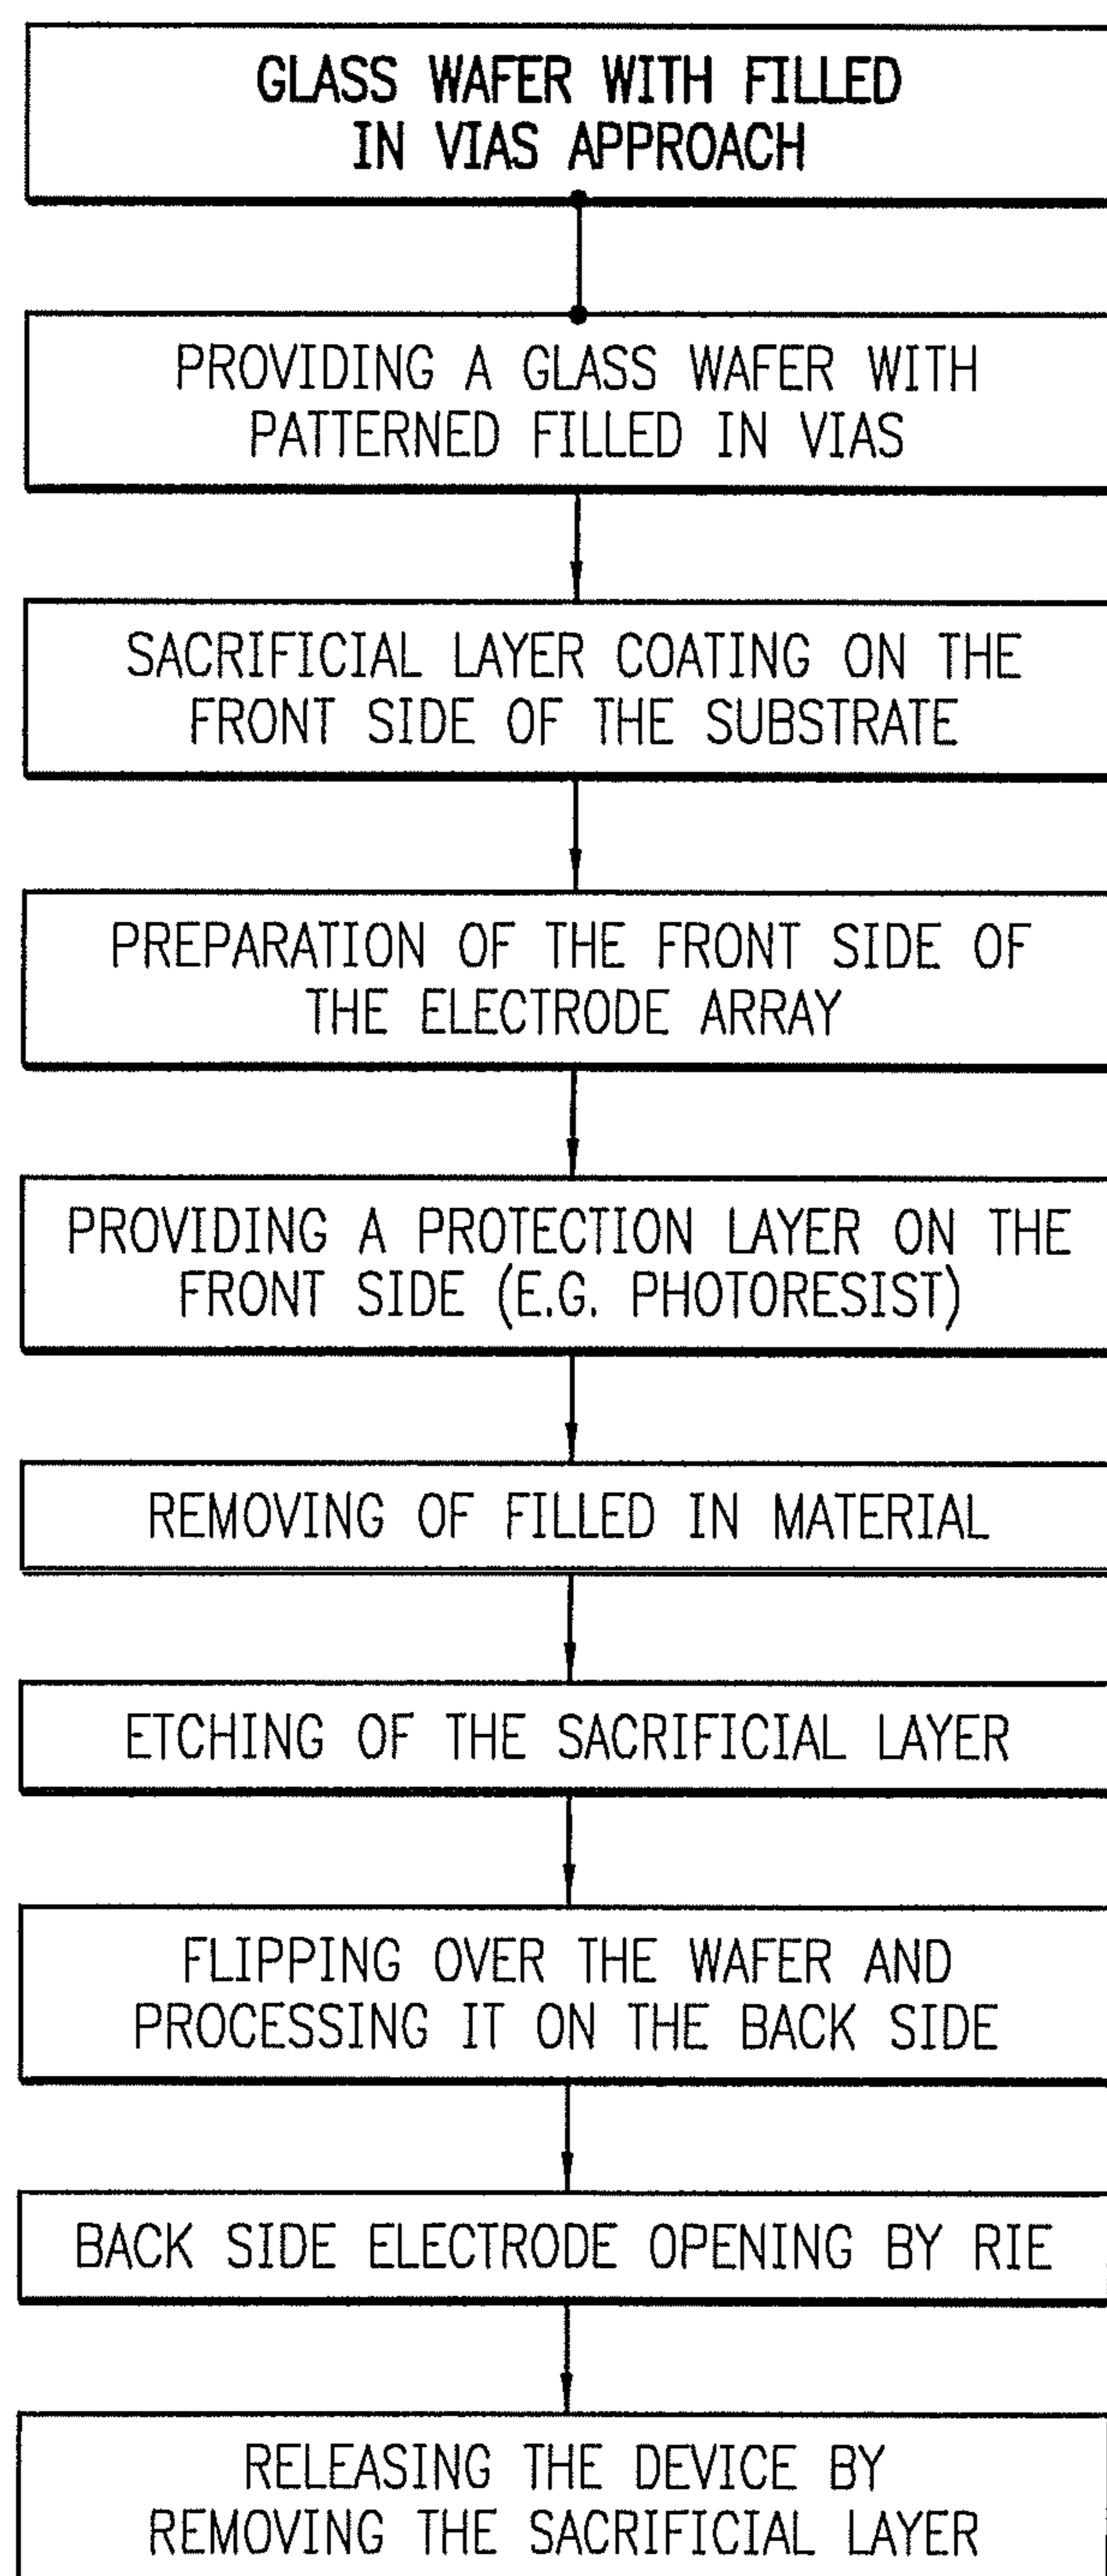 GLASS WAFER WITH FILLED
IN VIAS APPROACH
PROVIDING A GLASS WAFER WITH
PATTERNED FILLED IN VIAS
SACRIFICIAL LAYER COATING ON THE
FRONT SIDE OF THE SUBSTRATE
PREPARATION OF THE FRONT SIDE OF
THE ELECTRODE ARRAY
PROVIDING A PROTECTION LAYER ON THE
FRONT SIDE (E.G. PHOTORESIST)
REMOVING OF FILLED IN MATERIAL
ETCHING OF THE SACRIFICIAL LAYER
FLIPPING OVER THE WAFER AND
PROCESSING IT ON THE BACK SIDE
BACK SIDE ELECTRODE OPENING BY RIE
RELEASING THE DEVICE BY
REMOVING THE SACRIFICIAL LAYER